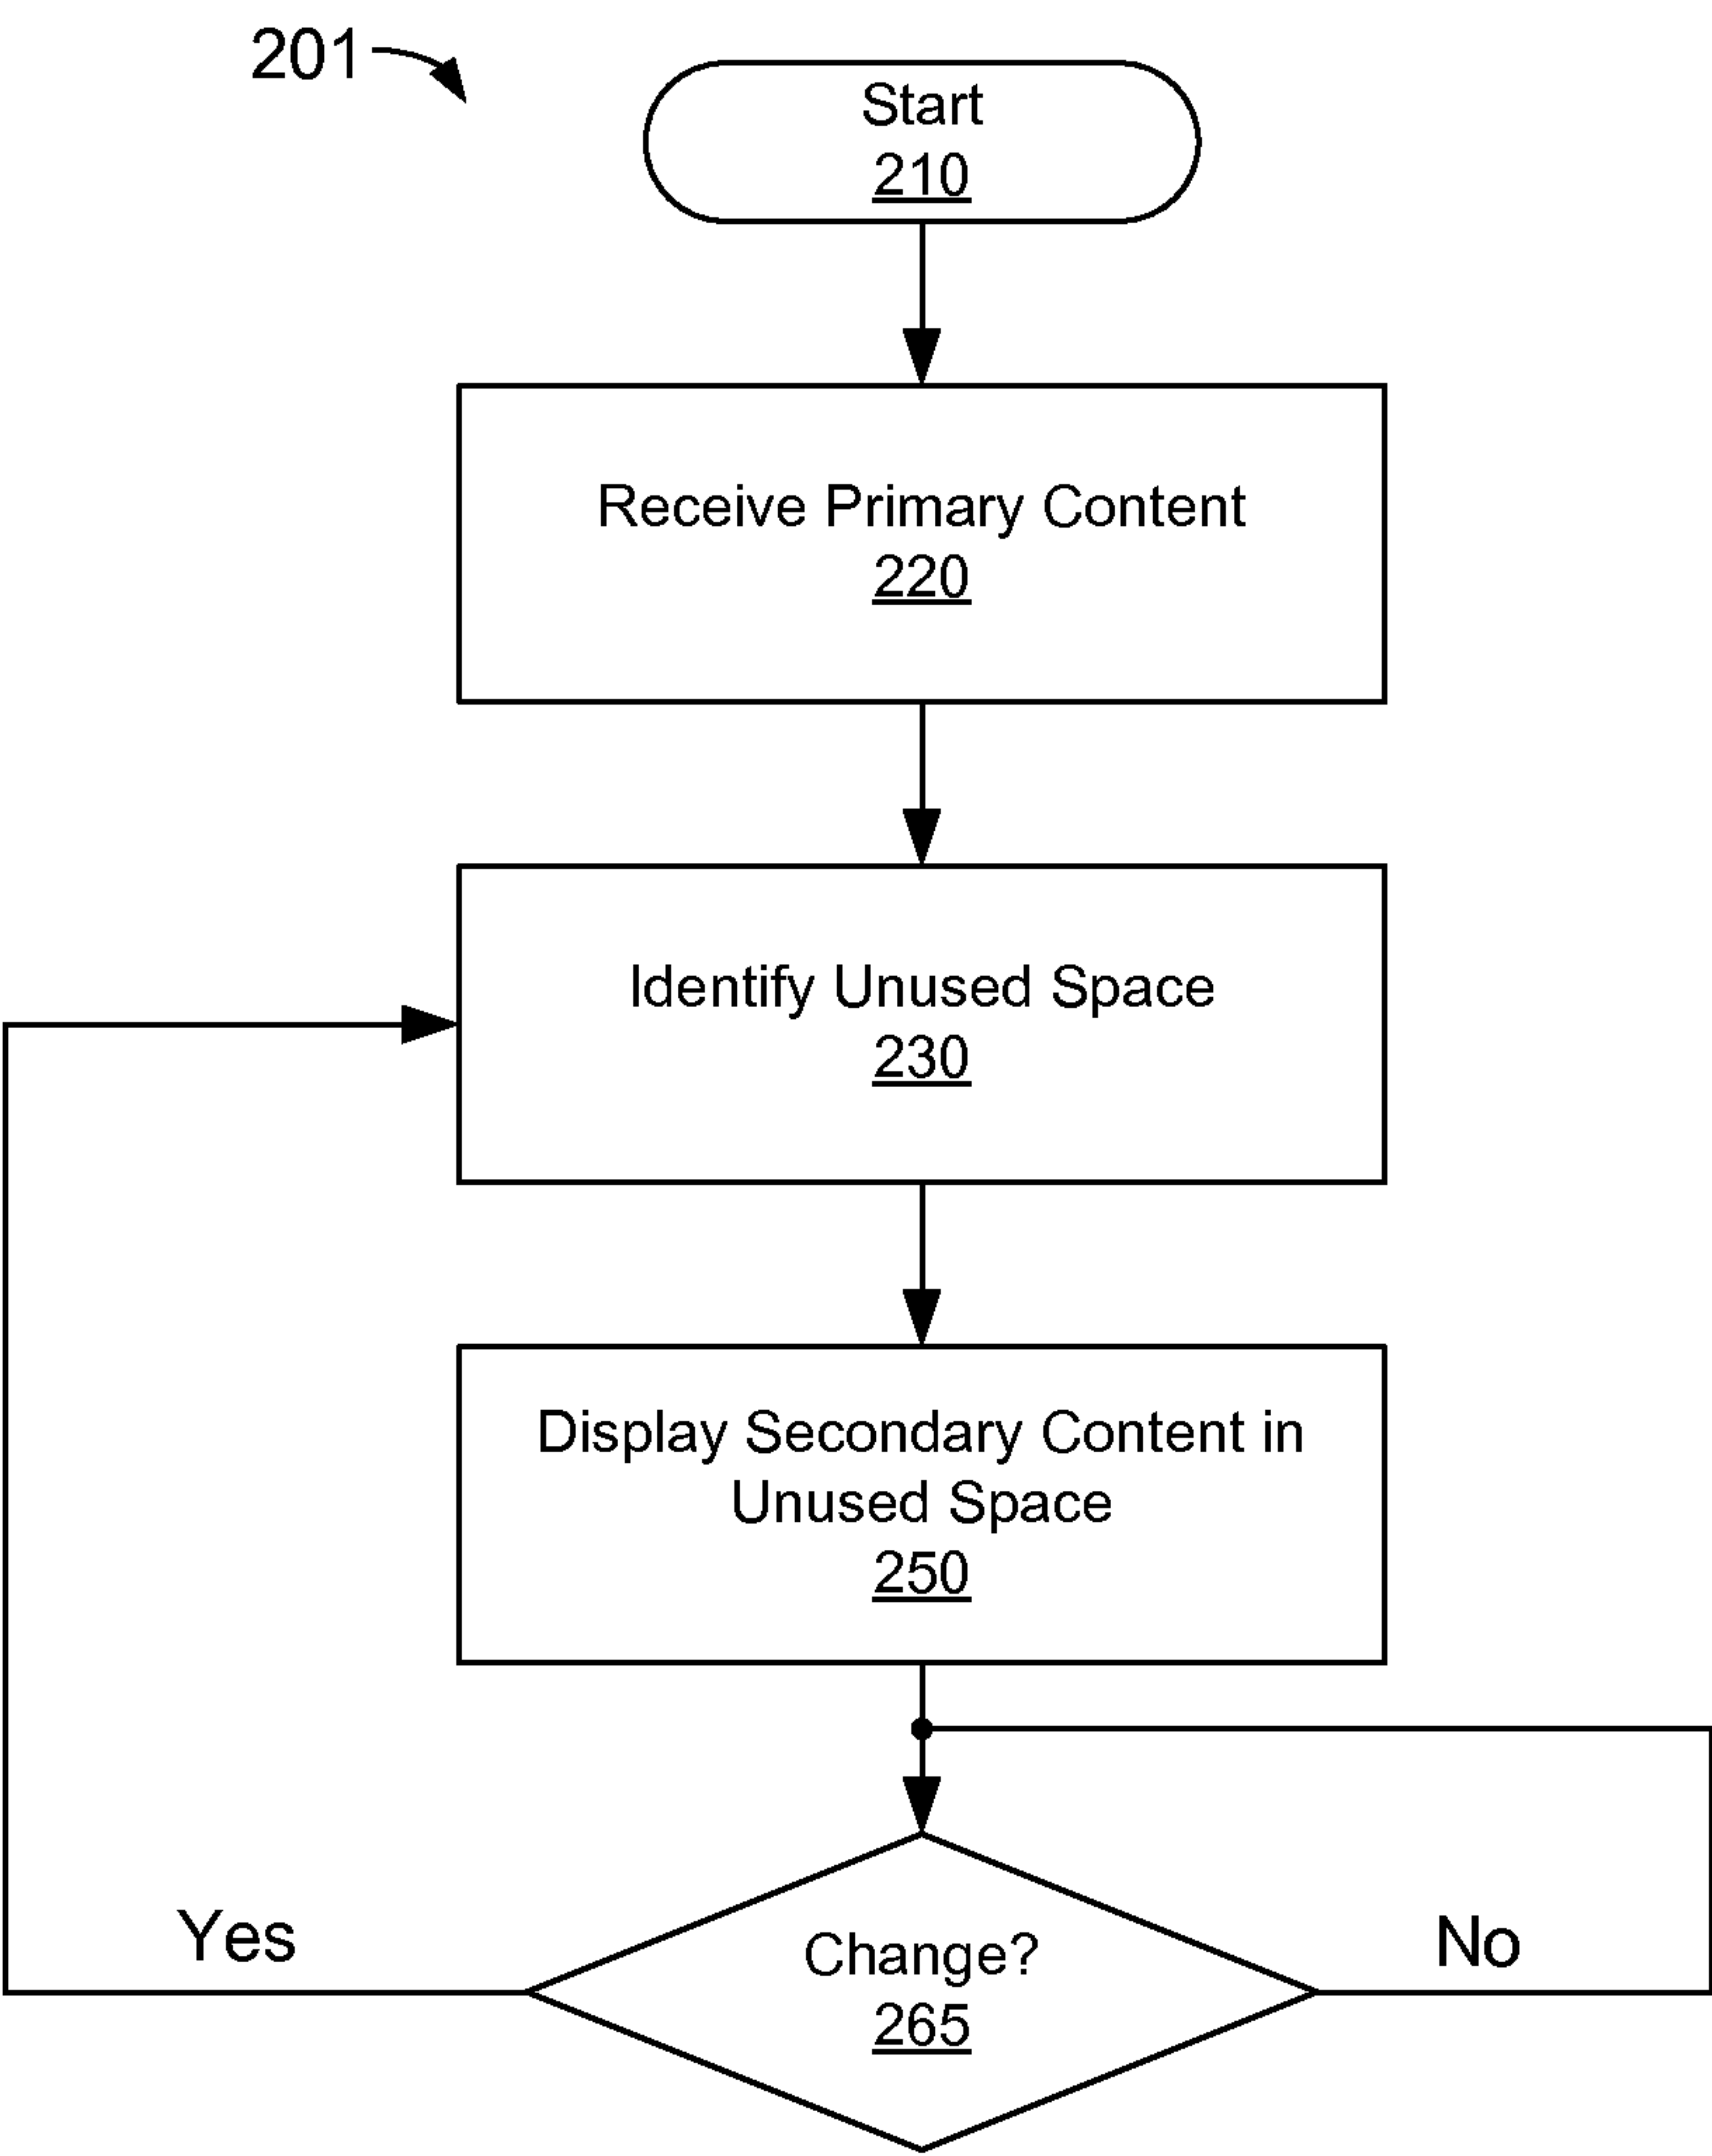 201
Start
210
Receive Primary Content
220
Identify Unused Space
230
Display Secondary Content in
Unused Space
250
Yes
Change?
265
No